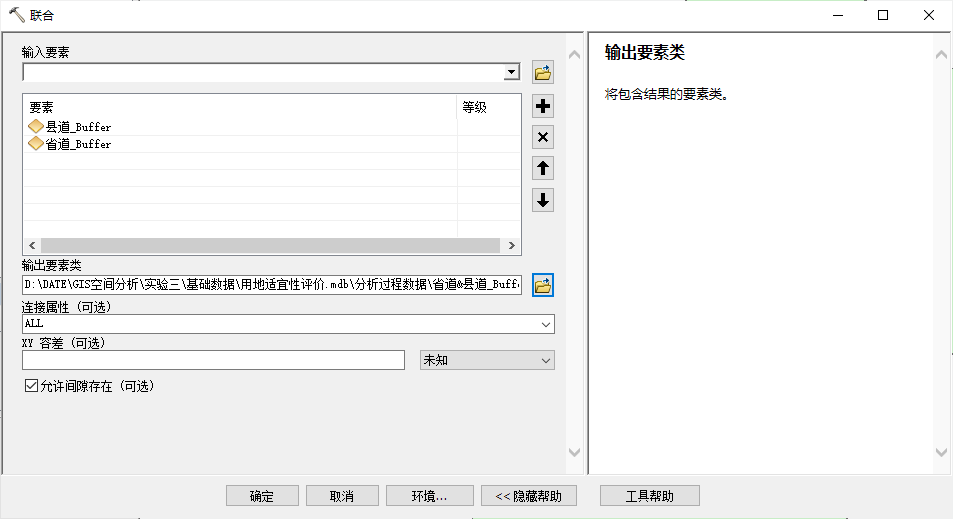 联合
输入要素
要素 等级
县道_Buffer
省道_Buffer
输出要素类
D:\DATE\GIS空间分析\实验三\基础数据\用地适宜性评价.mdb\分析过程数据\省道&县道_Buffe
连接属性（可选）
ALL
XY 容差（可选）
未知
允许间隙存在（可选）
确定 取消 环境... << 隐藏帮助
输出要素类
将包含结果的要素类。
工具帮助